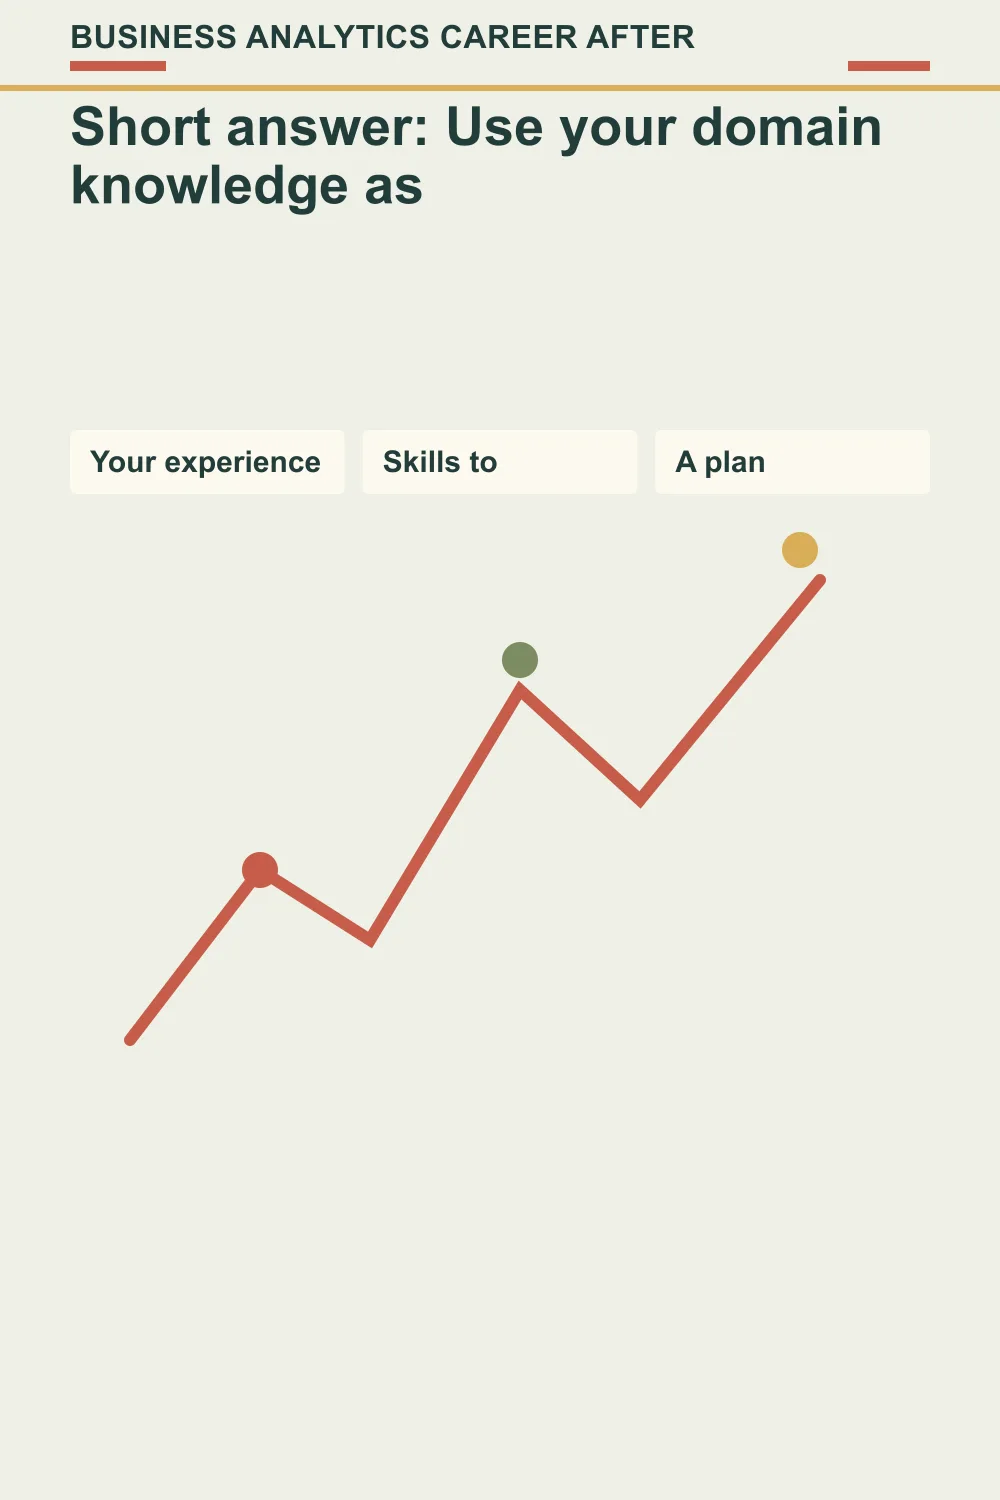 BUSINESS ANALYTICS CAREER AFTER
Short answer: Use your domain
knowledge as
Your experience
Skills to
A plan